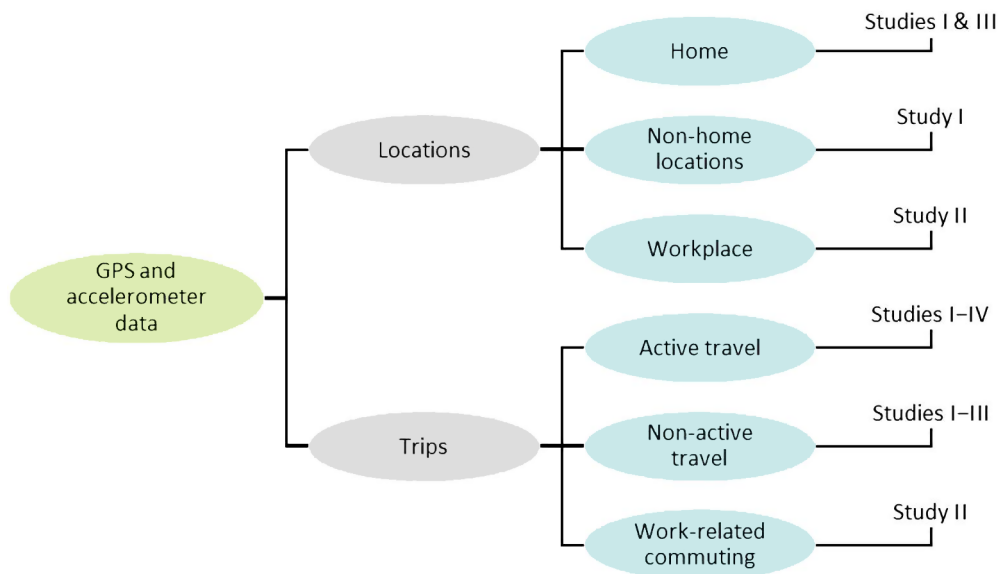 Studies I & III
Home
Study I
Non-home
locations
Locations
Study II
Workplace
GPS and
accelerometer
data
Studies I–IV
Active travel
Studies I–III
Non-active
travel
Trips
Study II
Work-related
commuting